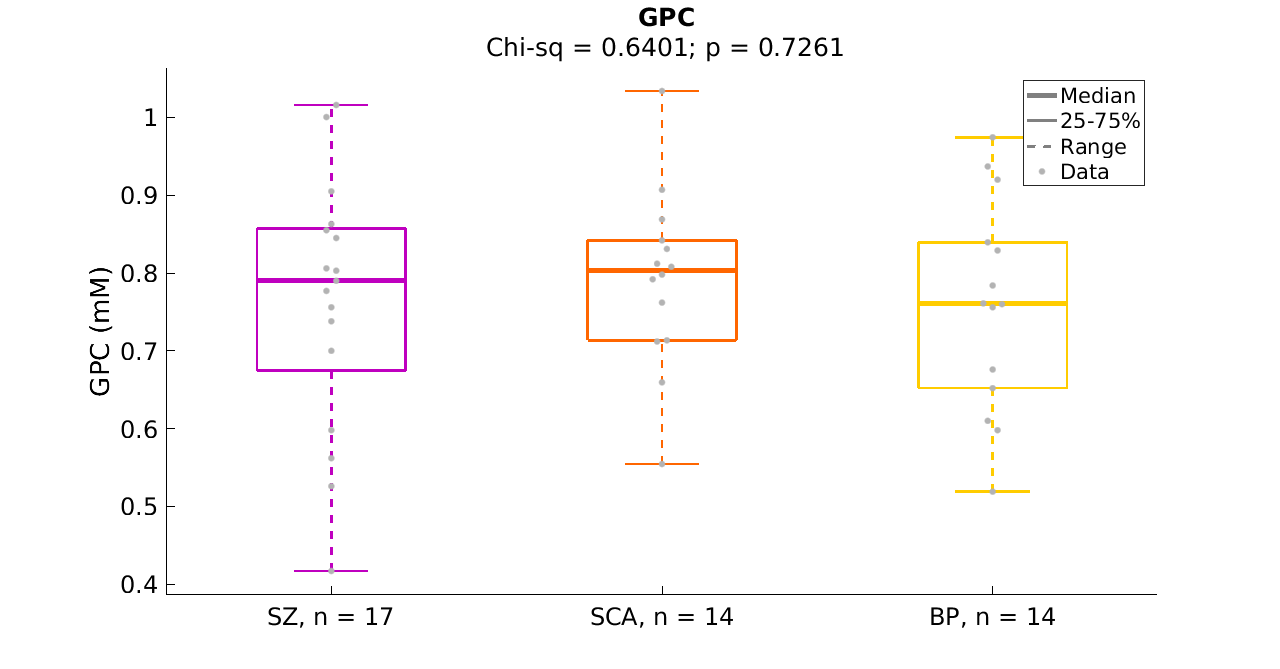 GPC
Chi-sq = 0.6401; p = 0.7261
Median
25-75%
Range
Data
GPC (mM)
1
0.9
0.8
0.7
0.6
0.5
0.4
SZ, n = 17
SCA, n = 14
BP, n = 14